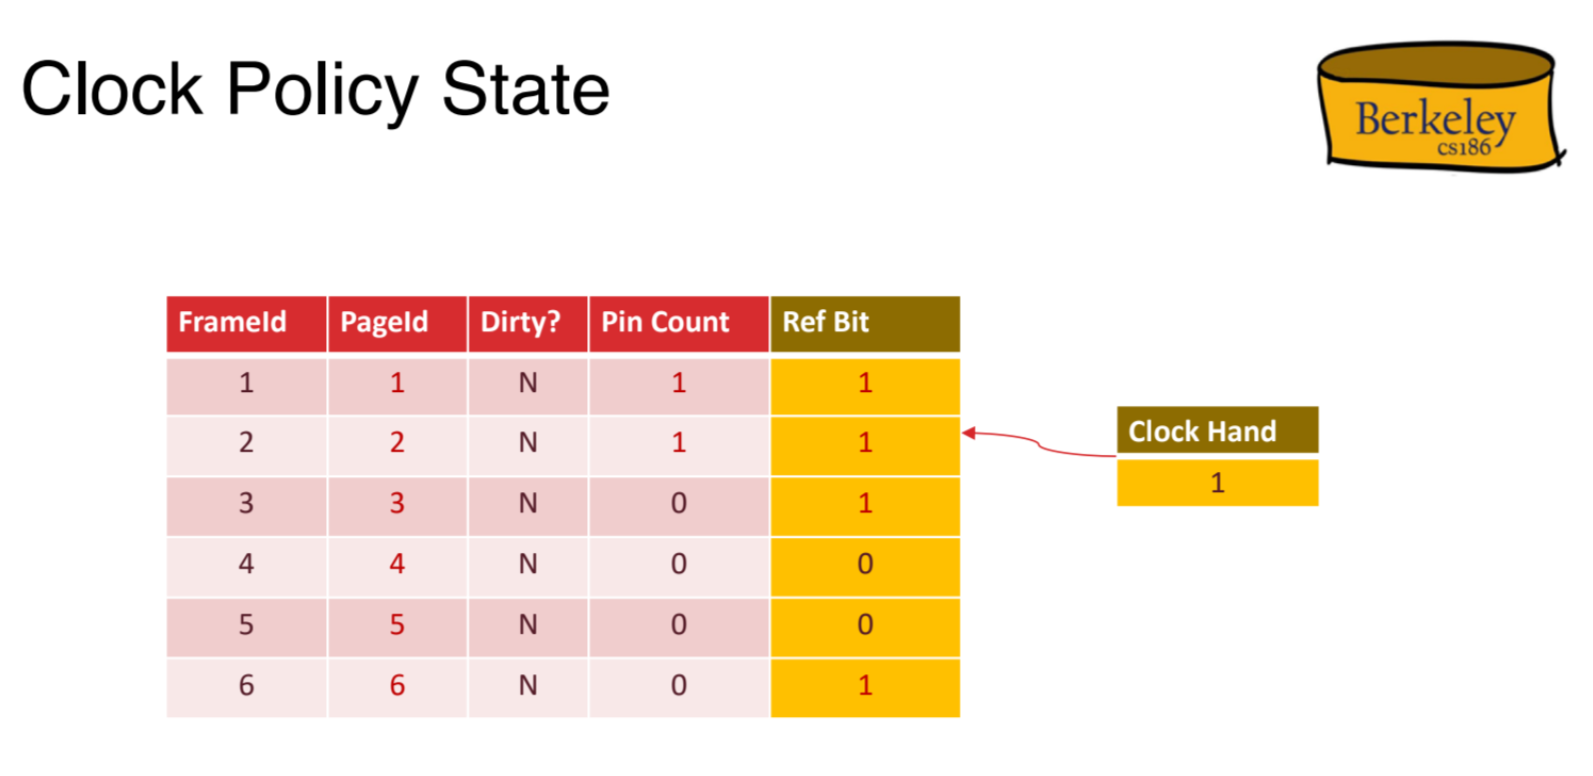 Clock Policy State
Berkeley
cs186
FrameId PageId Dirty? Pin Count Ref Bit
1 1 N 1 1
2 2 N 1 1
3 3 N 0 1
4 4 N 0 0
5 5 N 0 0
6 6 N 0 1
Clock Hand
1